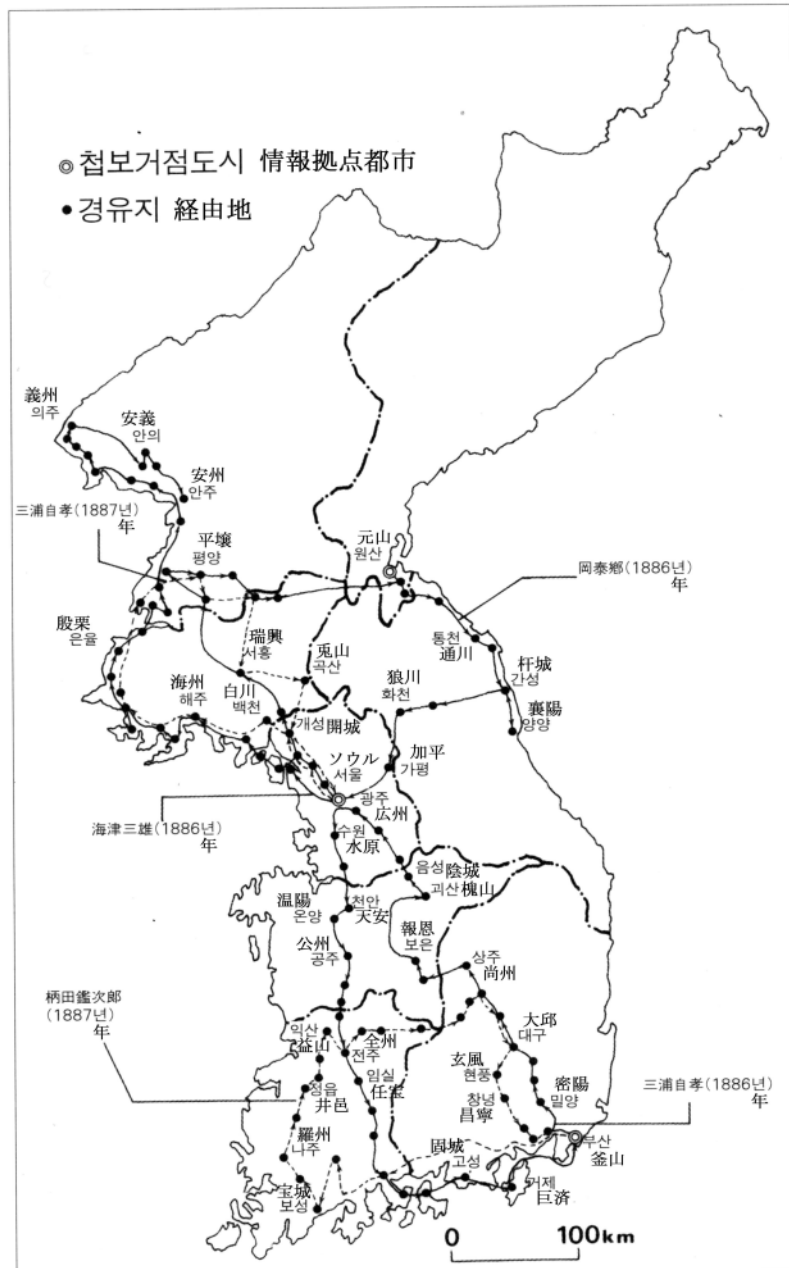 ◎첩보거점도시 情報拠点都市
●경유지 経由地
義州
의주
安義
안의
安州
안주
三浦自孝(1887년)
年
平壌
평양
元山
원산
岡泰郷(1886년)
年
殷栗
은율
瑞興
서흥
兎山
곡산
通천
通川
狼川
화천
杆城
간성
襄陽
양양
海州
해주
白川
백천
개성 開城
ソウル
서울
加平
가평
광주
広州
海津三雄(1886년)
年
수원
水原
음성 陰城
괴산 槐山
温陽
온양
천안
天安
報恩
보은
公州
공주
상주
尚州
柄田鑑次郎
(1887년)
年
大邱
대구
익산
益山
全州
전주
玄風
현풍
임실
任宝
정읍
井邑
창녕
昌寧
密陽
밀양
三浦自孝(1886년)
年
羅州
나주
固城
고성
부산
釜山
宝城
보성
거제
巨済
0 100km